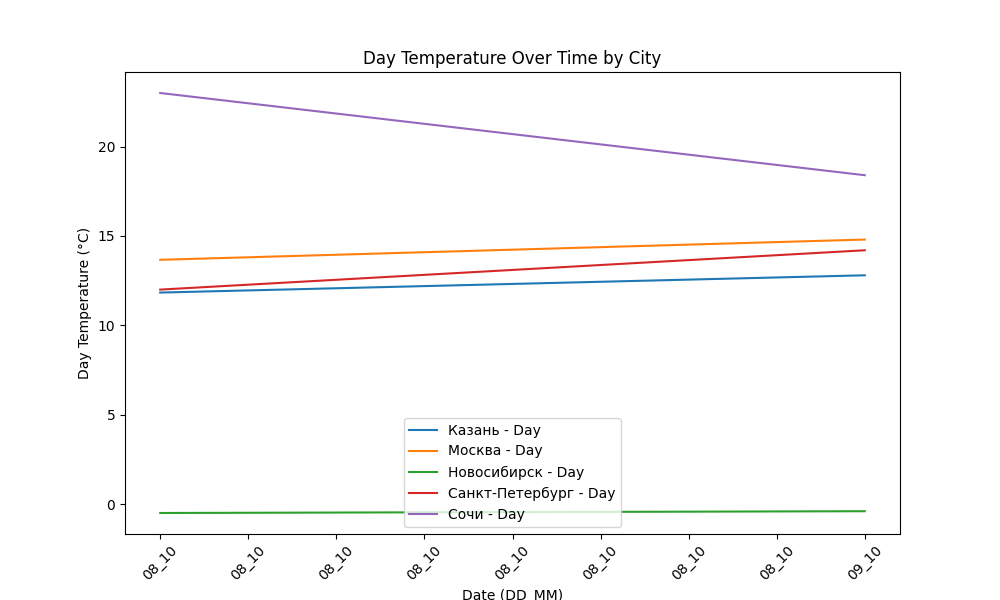 Day Temperature Over Time by City
Day Temperature (°C)
20
15
10
5
0
Казань - Day
Москва - Day
Новосибирск - Day
Санкт-Петербург - Day
Сочи - Day
08_10 08_10 08_10 08_10 08_10 08_10 08_10 08_10 09_10
Date (DD_MM)